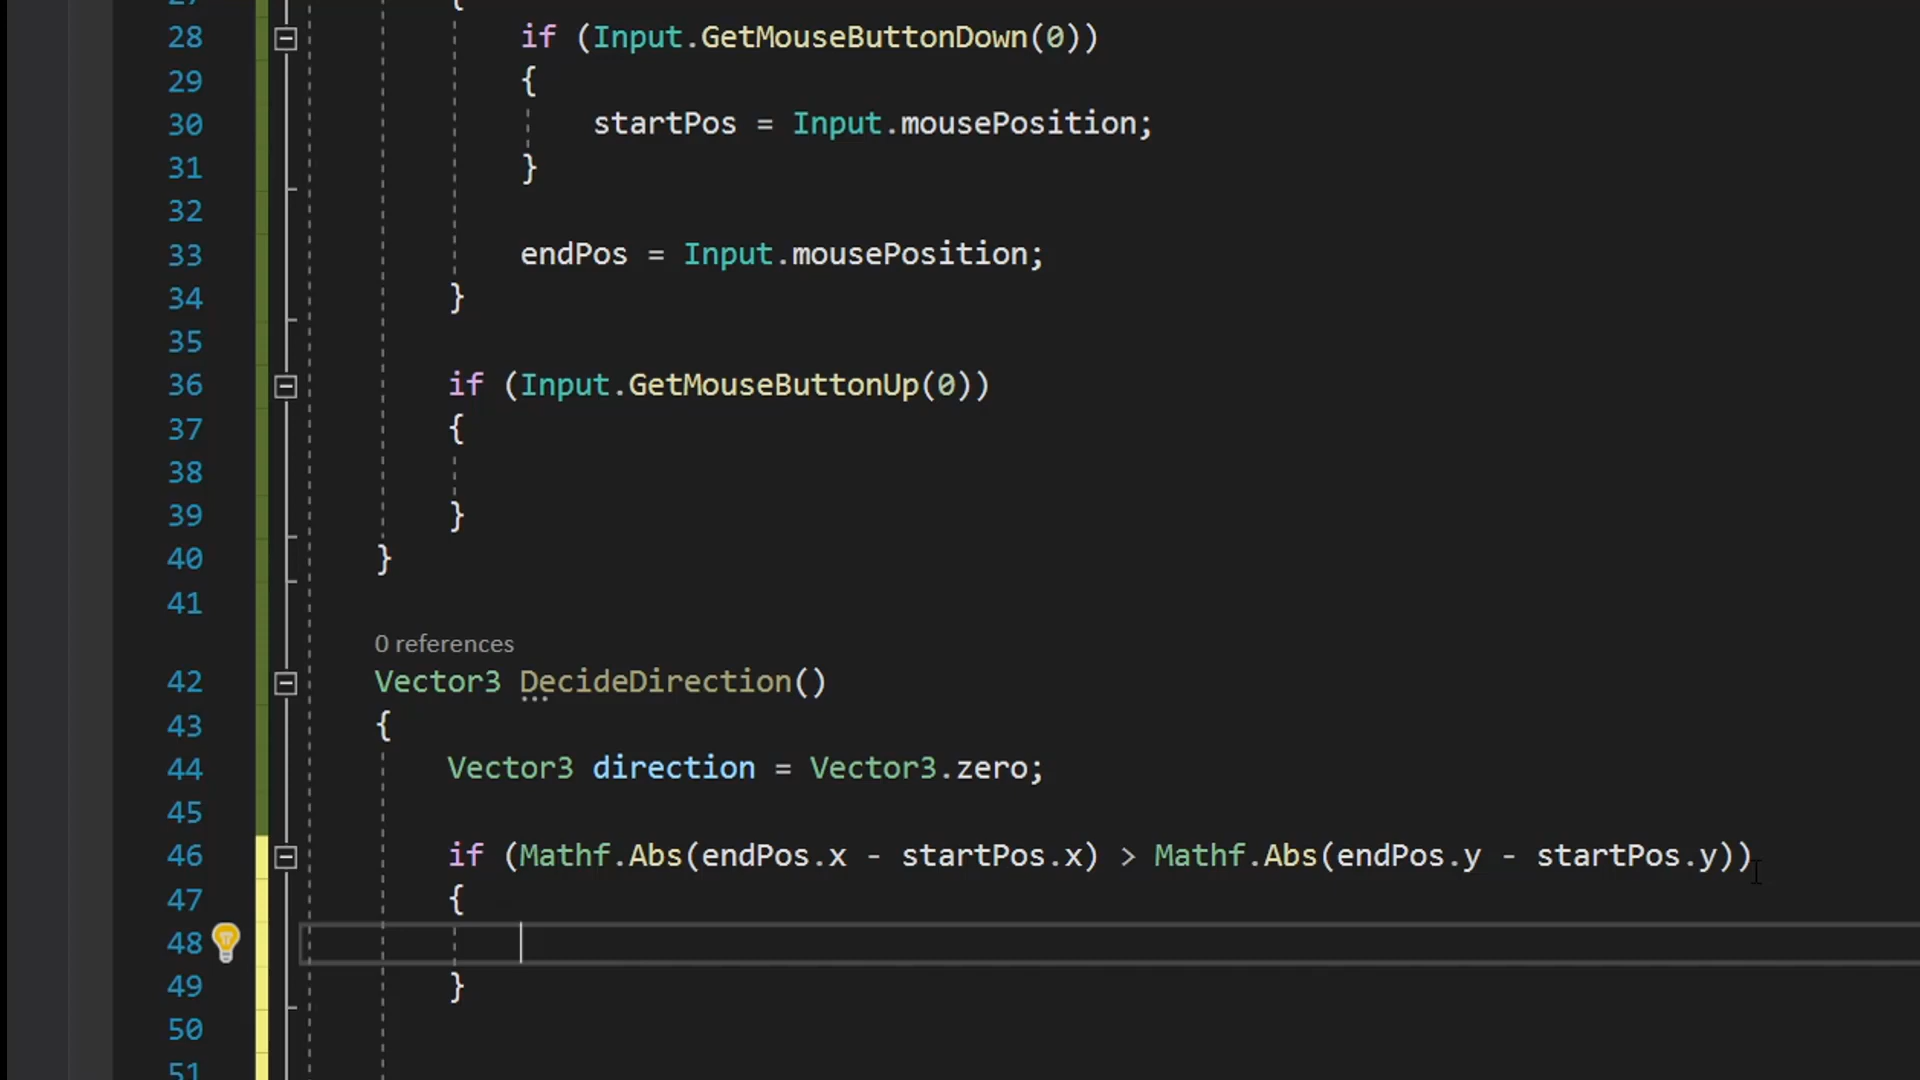 27 {
28 if (Input.GetMouseButtonDown(0))
29 {
30 startPos = Input.mousePosition;
31 }
32
33 endPos = Input.mousePosition;
34 }
35
36 if (Input.GetMouseButtonUp(0))
37 {
38
39 }
40 }
41
0 references
42 Vector3 DecideDirection()
43 {
44 Vector3 direction = Vector3.zero;
45
46 if (Mathf.Abs(endPos.x - startPos.x) > Mathf.Abs(endPos.y - startPos.y))
47 {
48
49 }
50
51